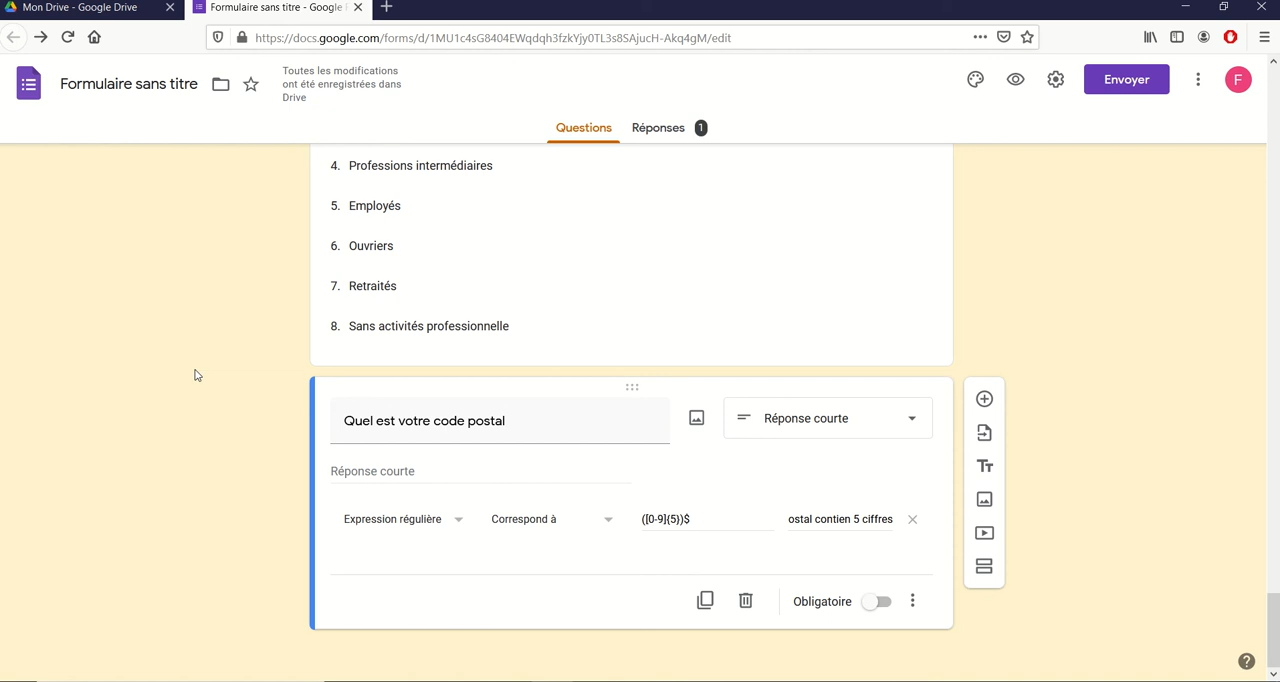 Mon Drive - Google Drive
Formulaire sans titre - Google F
https://docs.google.com/forms/d/1MU1c4sG8404EWqdqh3fzkYjy0TL3s8SAjucH-Akq4gM/edit
Formulaire sans titre
Toutes les modifications
ont été enregistrées dans
Drive
Envoyer
F
Questions
Réponses 1
4. Professions intermédiaires
5. Employés
6. Ouvriers
7. Retraités
8. Sans activités professionnelle
Quel est votre code postal
Réponse courte
Réponse courte
Expression régulière
Correspond à
([0-9]{5})$
ostal contien 5 ciffres
Obligatoire